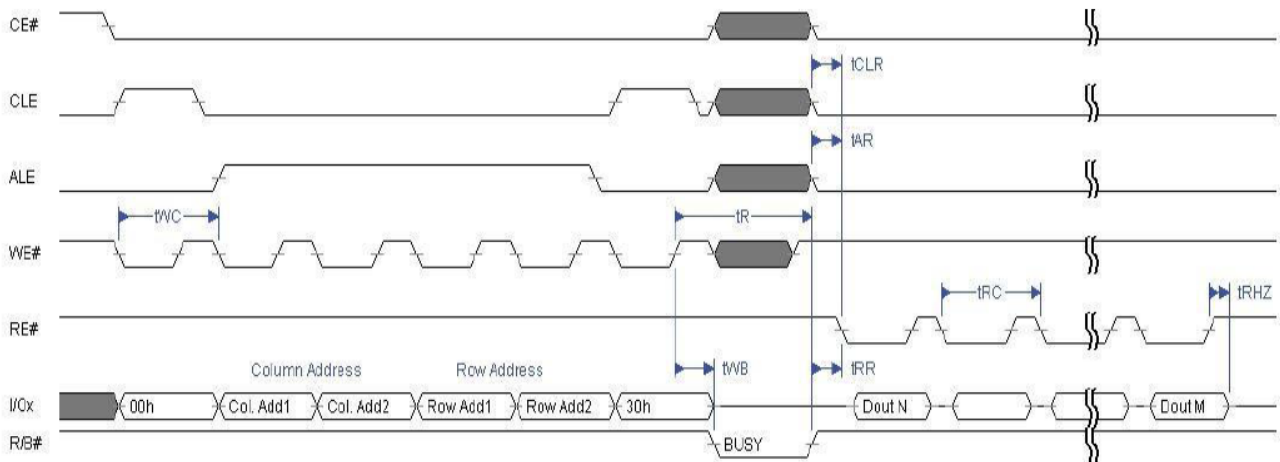 CE#
tCLR
CLE
tAR
ALE
tWC
tR
WE#
tRC
tRHZ
RE#
Column Address
Row Address
tWB
tRR
I/Ox
00h
Col. Add1
Col. Add2
Row Add1
Row Add2
30h
Dout N
Dout M
R/B#
BUSY